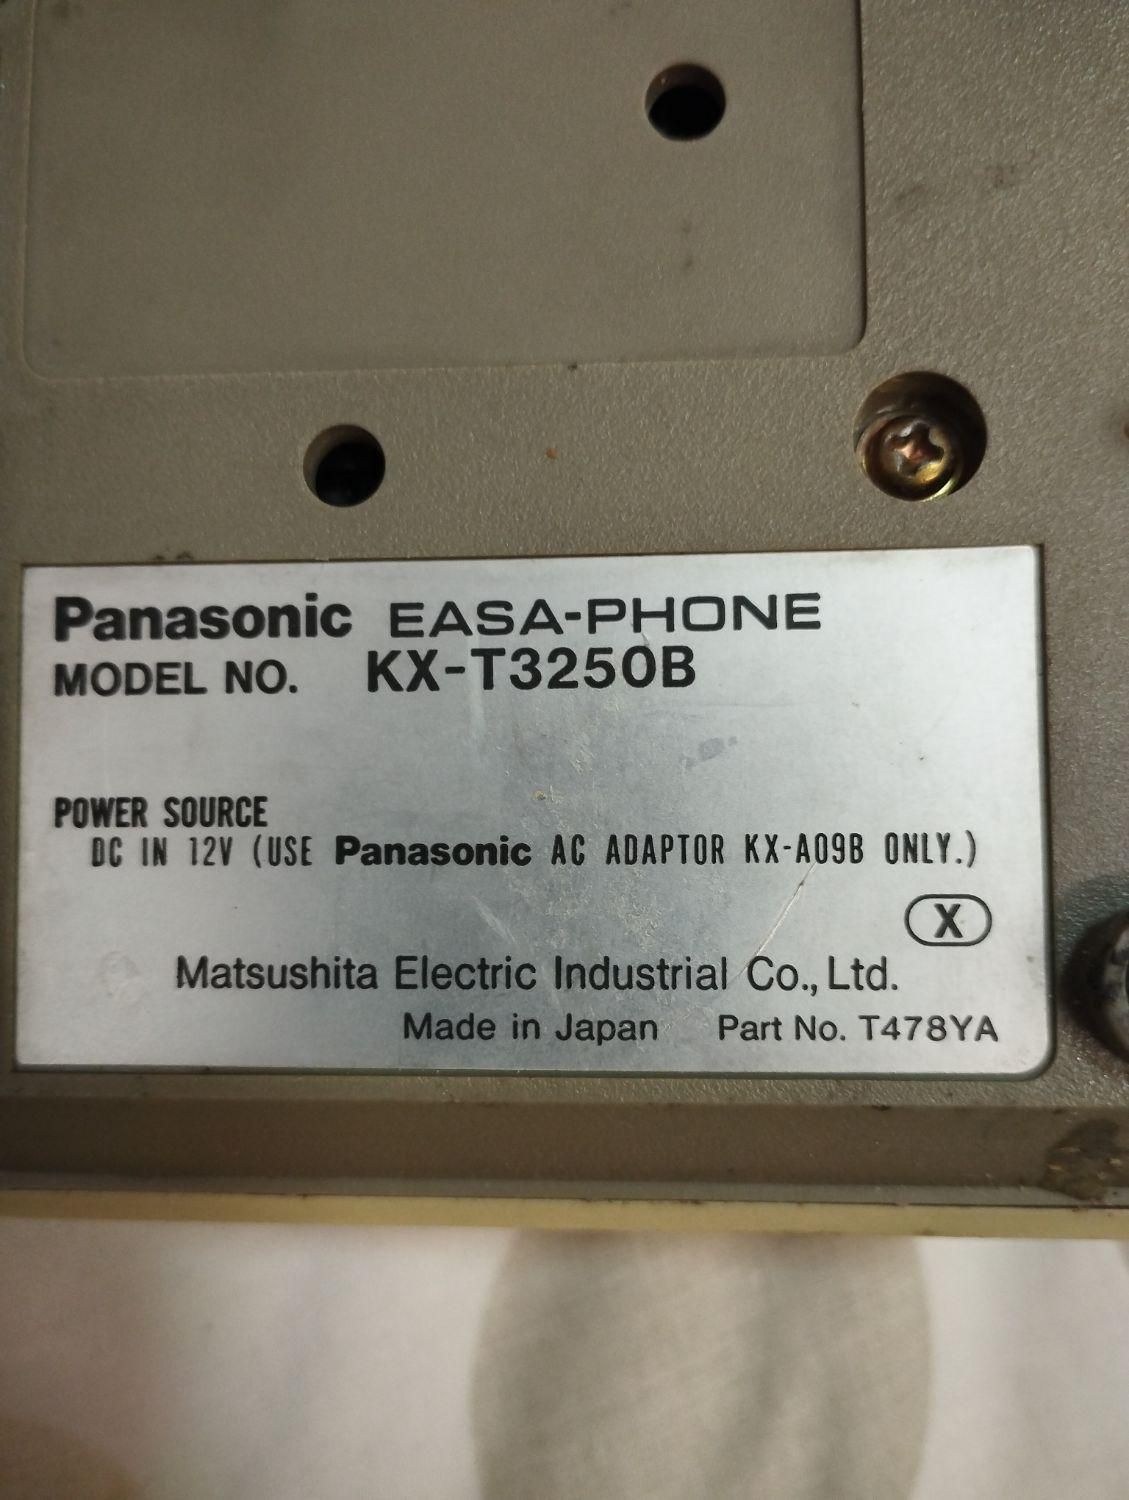 Panasonic EASA-PHONE
MODEL NO. KX-T3250B
POWER SOURCE
DC IN 12V (USE Panasonic AC ADAPTOR KX-A09B ONLY.)
X
Matsushita Electric Industrial Co., Ltd.
Made in Japan Part No. T478YA